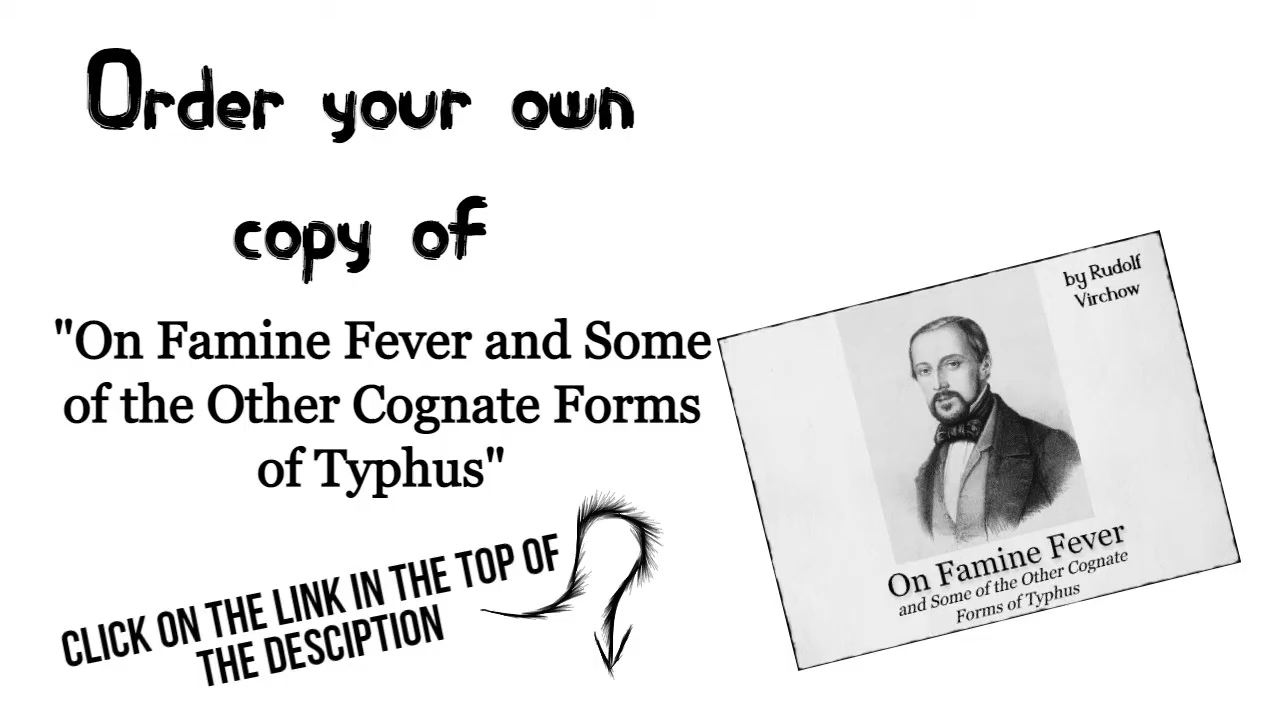 Order your own
copy of
"On Famine Fever and Some
of the Other Cognate Forms
of Typhus"
CLICK ON THE LINK IN THE TOP OF
THE DESCIPTION
by Rudolf
Virchow
On Famine Fever
and Some of the Other Cognate
Forms of Typhus